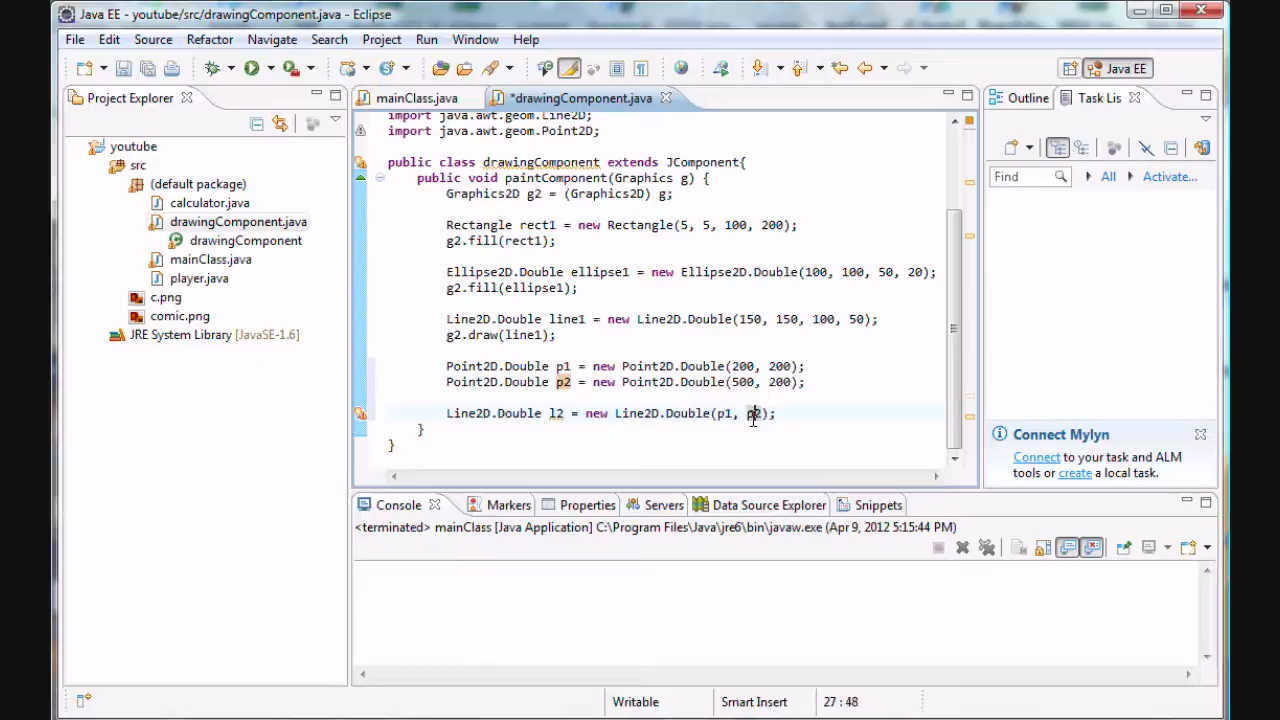 Java EE - youtube/src/drawingComponent.java - Eclipse
File Edit Source Refactor Navigate Search Project Run Window Help
Java EE
Project Explorer
mainClass.java
*drawingComponent.java
Outline
Task Lis
youtube
src
(default package)
calculator.java
drawingComponent.java
drawingComponent
mainClass.java
player.java
c.png
comic.png
JRE System Library [JavaSE-1.6]
import java.awt.geom.Line2D;
import java.awt.geom.Point2D;
public class drawingComponent extends JComponent{
public void paintComponent(Graphics g) {
Graphics2D g2 = (Graphics2D) g;
Rectangle rect1 = new Rectangle(5, 5, 100, 200);
g2.fill(rect1);
Ellipse2D.Double ellipse1 = new Ellipse2D.Double(100, 100, 50, 20);
g2.fill(ellipse1);
Line2D.Double line1 = new Line2D.Double(150, 150, 100, 50);
g2.draw(line1);
Point2D.Double p1 = new Point2D.Double(200, 200);
Point2D.Double p2 = new Point2D.Double(500, 200);
Line2D.Double l2 = new Line2D.Double(p1, p2);
}
}
Find
All
Activate...
Connect Mylyn
Connect to your task and ALM
tools or create a local task.
Console Markers Properties Servers Data Source Explorer Snippets
<terminated> mainClass [Java Application] C:\Program Files\Java\jre6\bin\javaw.exe (Apr 9, 2012 5:15:44 PM)
Writable
Smart Insert
27 : 48